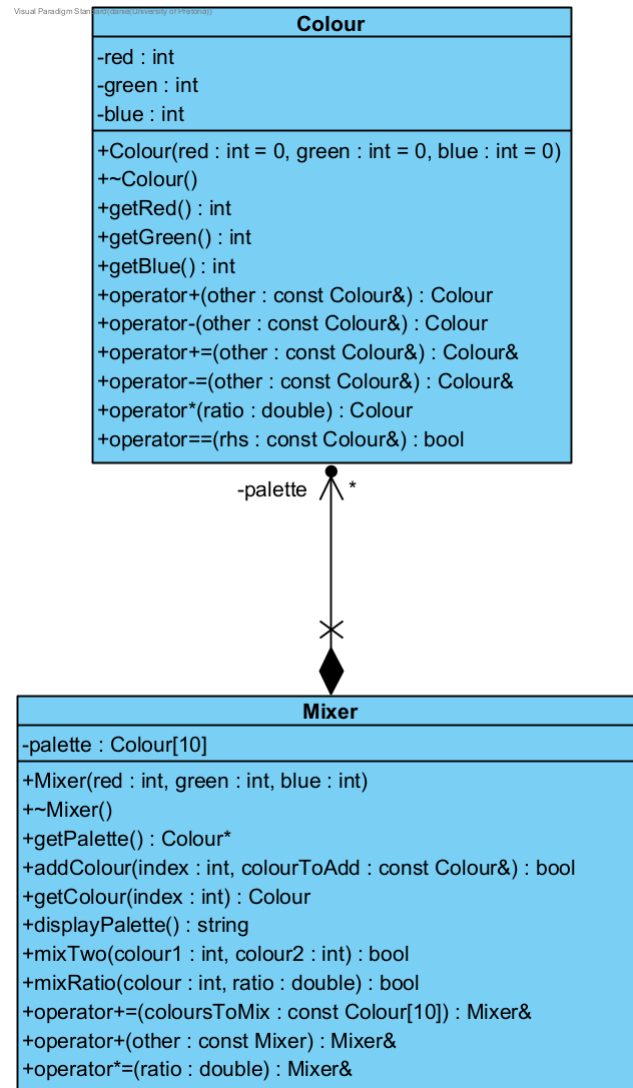 Visual Paradigm Standard(daniel(University of Pretoria))
Colour
-red : int
-green : int
-blue : int
+Colour(red : int = 0, green : int = 0, blue : int = 0)
+~Colour()
+getRed() : int
+getGreen() : int
+getBlue() : int
+operator+(other : const Colour&) : Colour
+operator-(other : const Colour&) : Colour
+operator+=(other : const Colour&) : Colour&
+operator-=(other : const Colour&) : Colour&
+operator*(ratio : double) : Colour
+operator==(rhs : const Colour&) : bool
-palette *
Mixer
-palette : Colour[10]
+Mixer(red : int, green : int, blue : int)
+~Mixer()
+getPalette() : Colour*
+addColour(index : int, colourToAdd : const Colour&) : bool
+getColour(index : int) : Colour
+displayPalette() : string
+mixTwo(colour1 : int, colour2 : int) : bool
+mixRatio(colour : int, ratio : double) : bool
+operator+=(coloursToMix : const Colour[10]) : Mixer&
+operator+(other : const Mixer) : Mixer&
+operator*=(ratio : double) : Mixer&